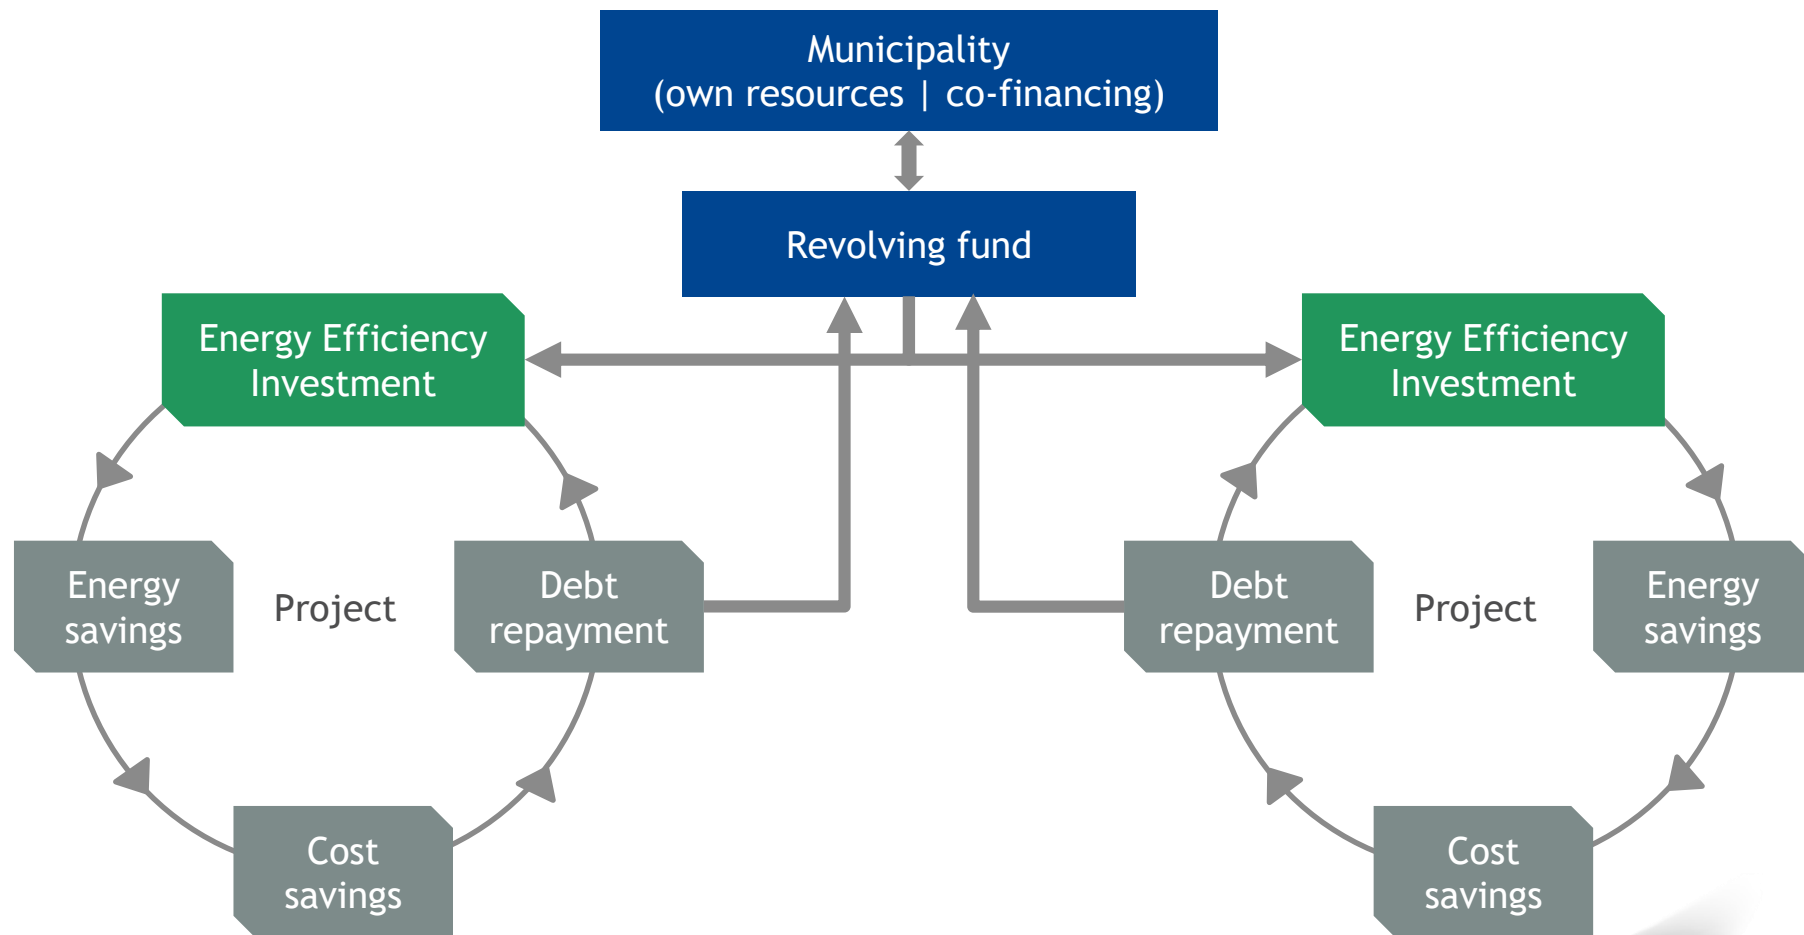 Municipality
(own resources | co-financing)
Revolving fund
Energy Efficiency
Investment
Energy
savings
Project
Debt
repayment
Cost
savings
Energy Efficiency
Investment
Debt
repayment
Project
Energy
savings
Cost
savings